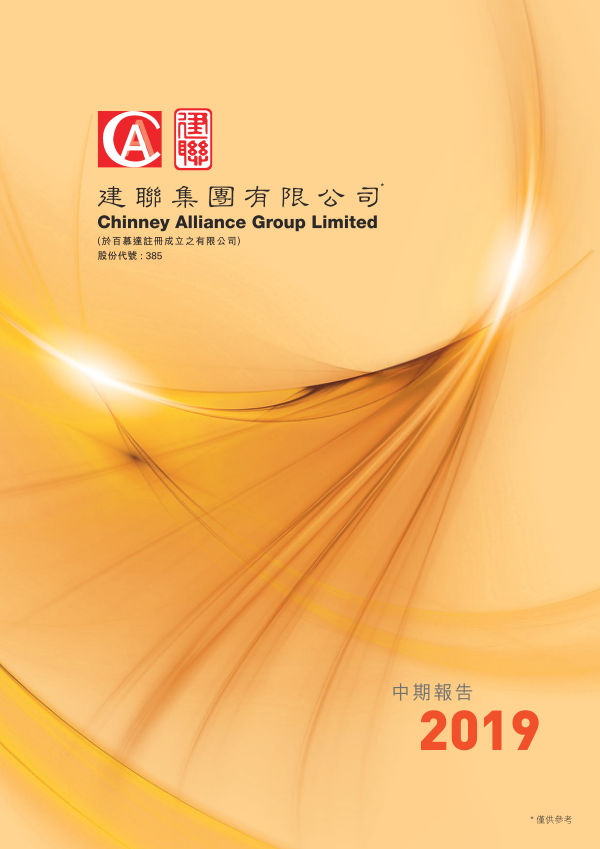 CA 建聯
建聯集團有限公司*
Chinney Alliance Group Limited
(於百慕達註冊成立之有限公司)
股份代號 : 385
中期報告
2019
* 僅供參考